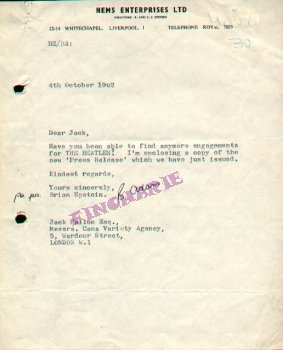 NEMS ENTERPRISES LTD
12-14 WHITECHAPEL, LIVERPOOL, 1 TELEPHONE ROYAL 7895
BE/BA:
4th October 1962
Dear Jack,
Have you been able to find anymore engagements
for THE BEATLES? I'm enclosing a copy of the
new 'Press Release' which we have just issued.
Kindest regards,
Yours sincerely,
Brian Epstein.
FINCHARIE
Jack Fallon Esq.,
Messrs. Cana Variety Agency,
5, Wardour Street,
LONDON W.1